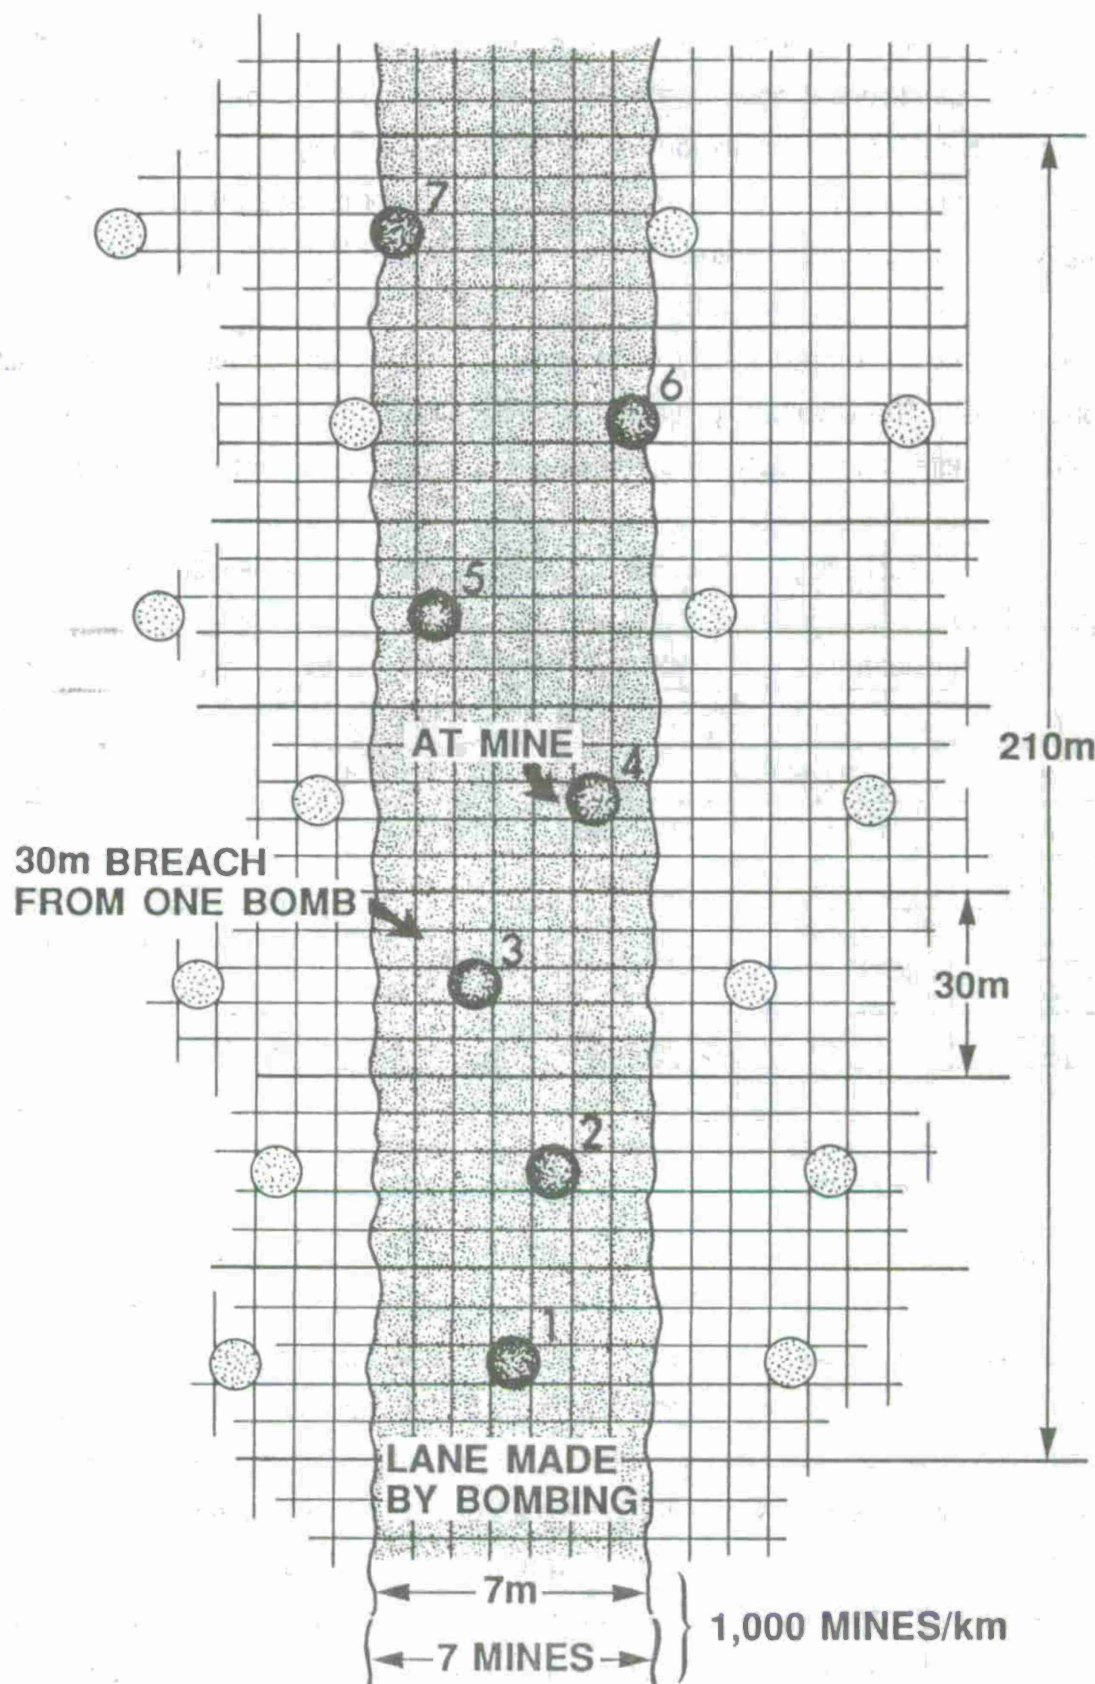 7
6
5
AT MINE
4
210m
30m BREACH
FROM ONE BOMB
3
30m
2
1
LANE MADE
BY BOMBING
7m
1,000 MINES/km
7 MINES